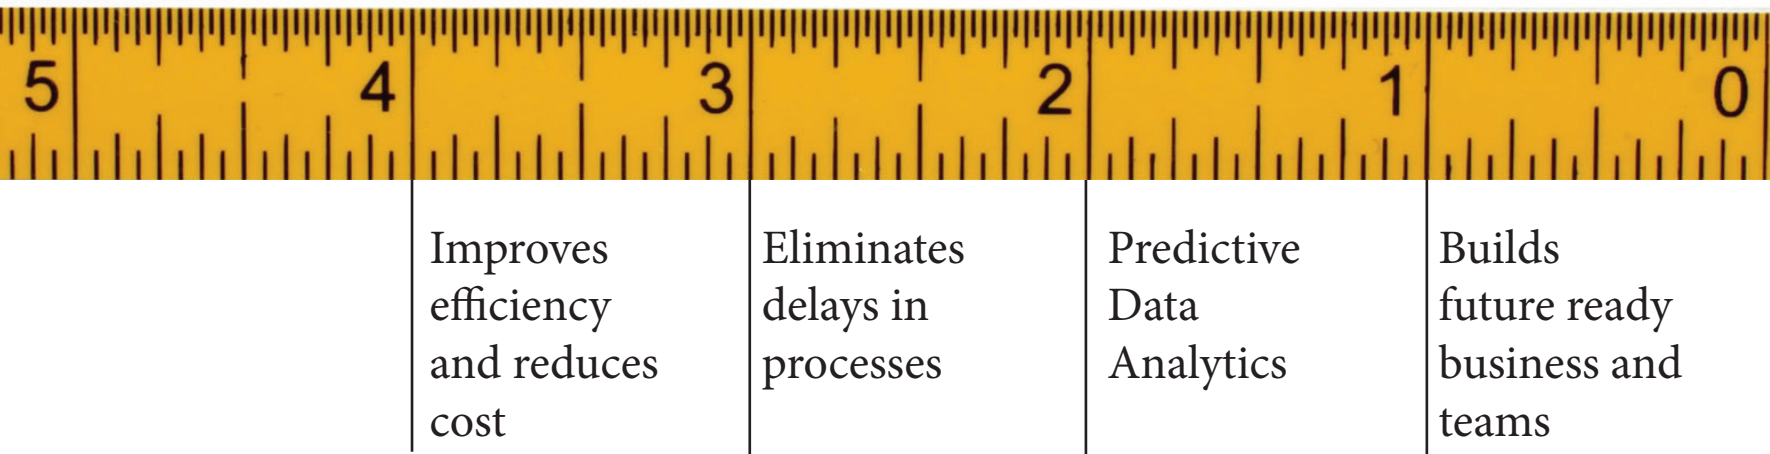 5 4 3 2 1 0
Improves
efficiency
and reduces
cost
Eliminates
delays in
processes
Predictive
Data
Analytics
Builds
future ready
business and
teams